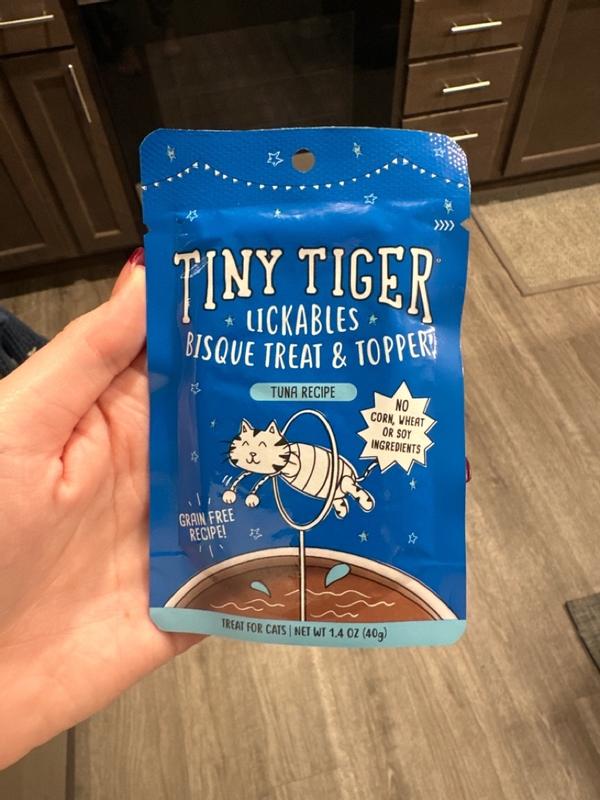 TINY TIGER
LICKABLES
BISQUE TREAT & TOPPER!
TUNA RECIPE
NO
CORN, WHEAT
OR SOY
INGREDIENTS
GRAIN FREE
RECIPE!
TREAT FOR CATS | NET WT 1.4 OZ (40g)